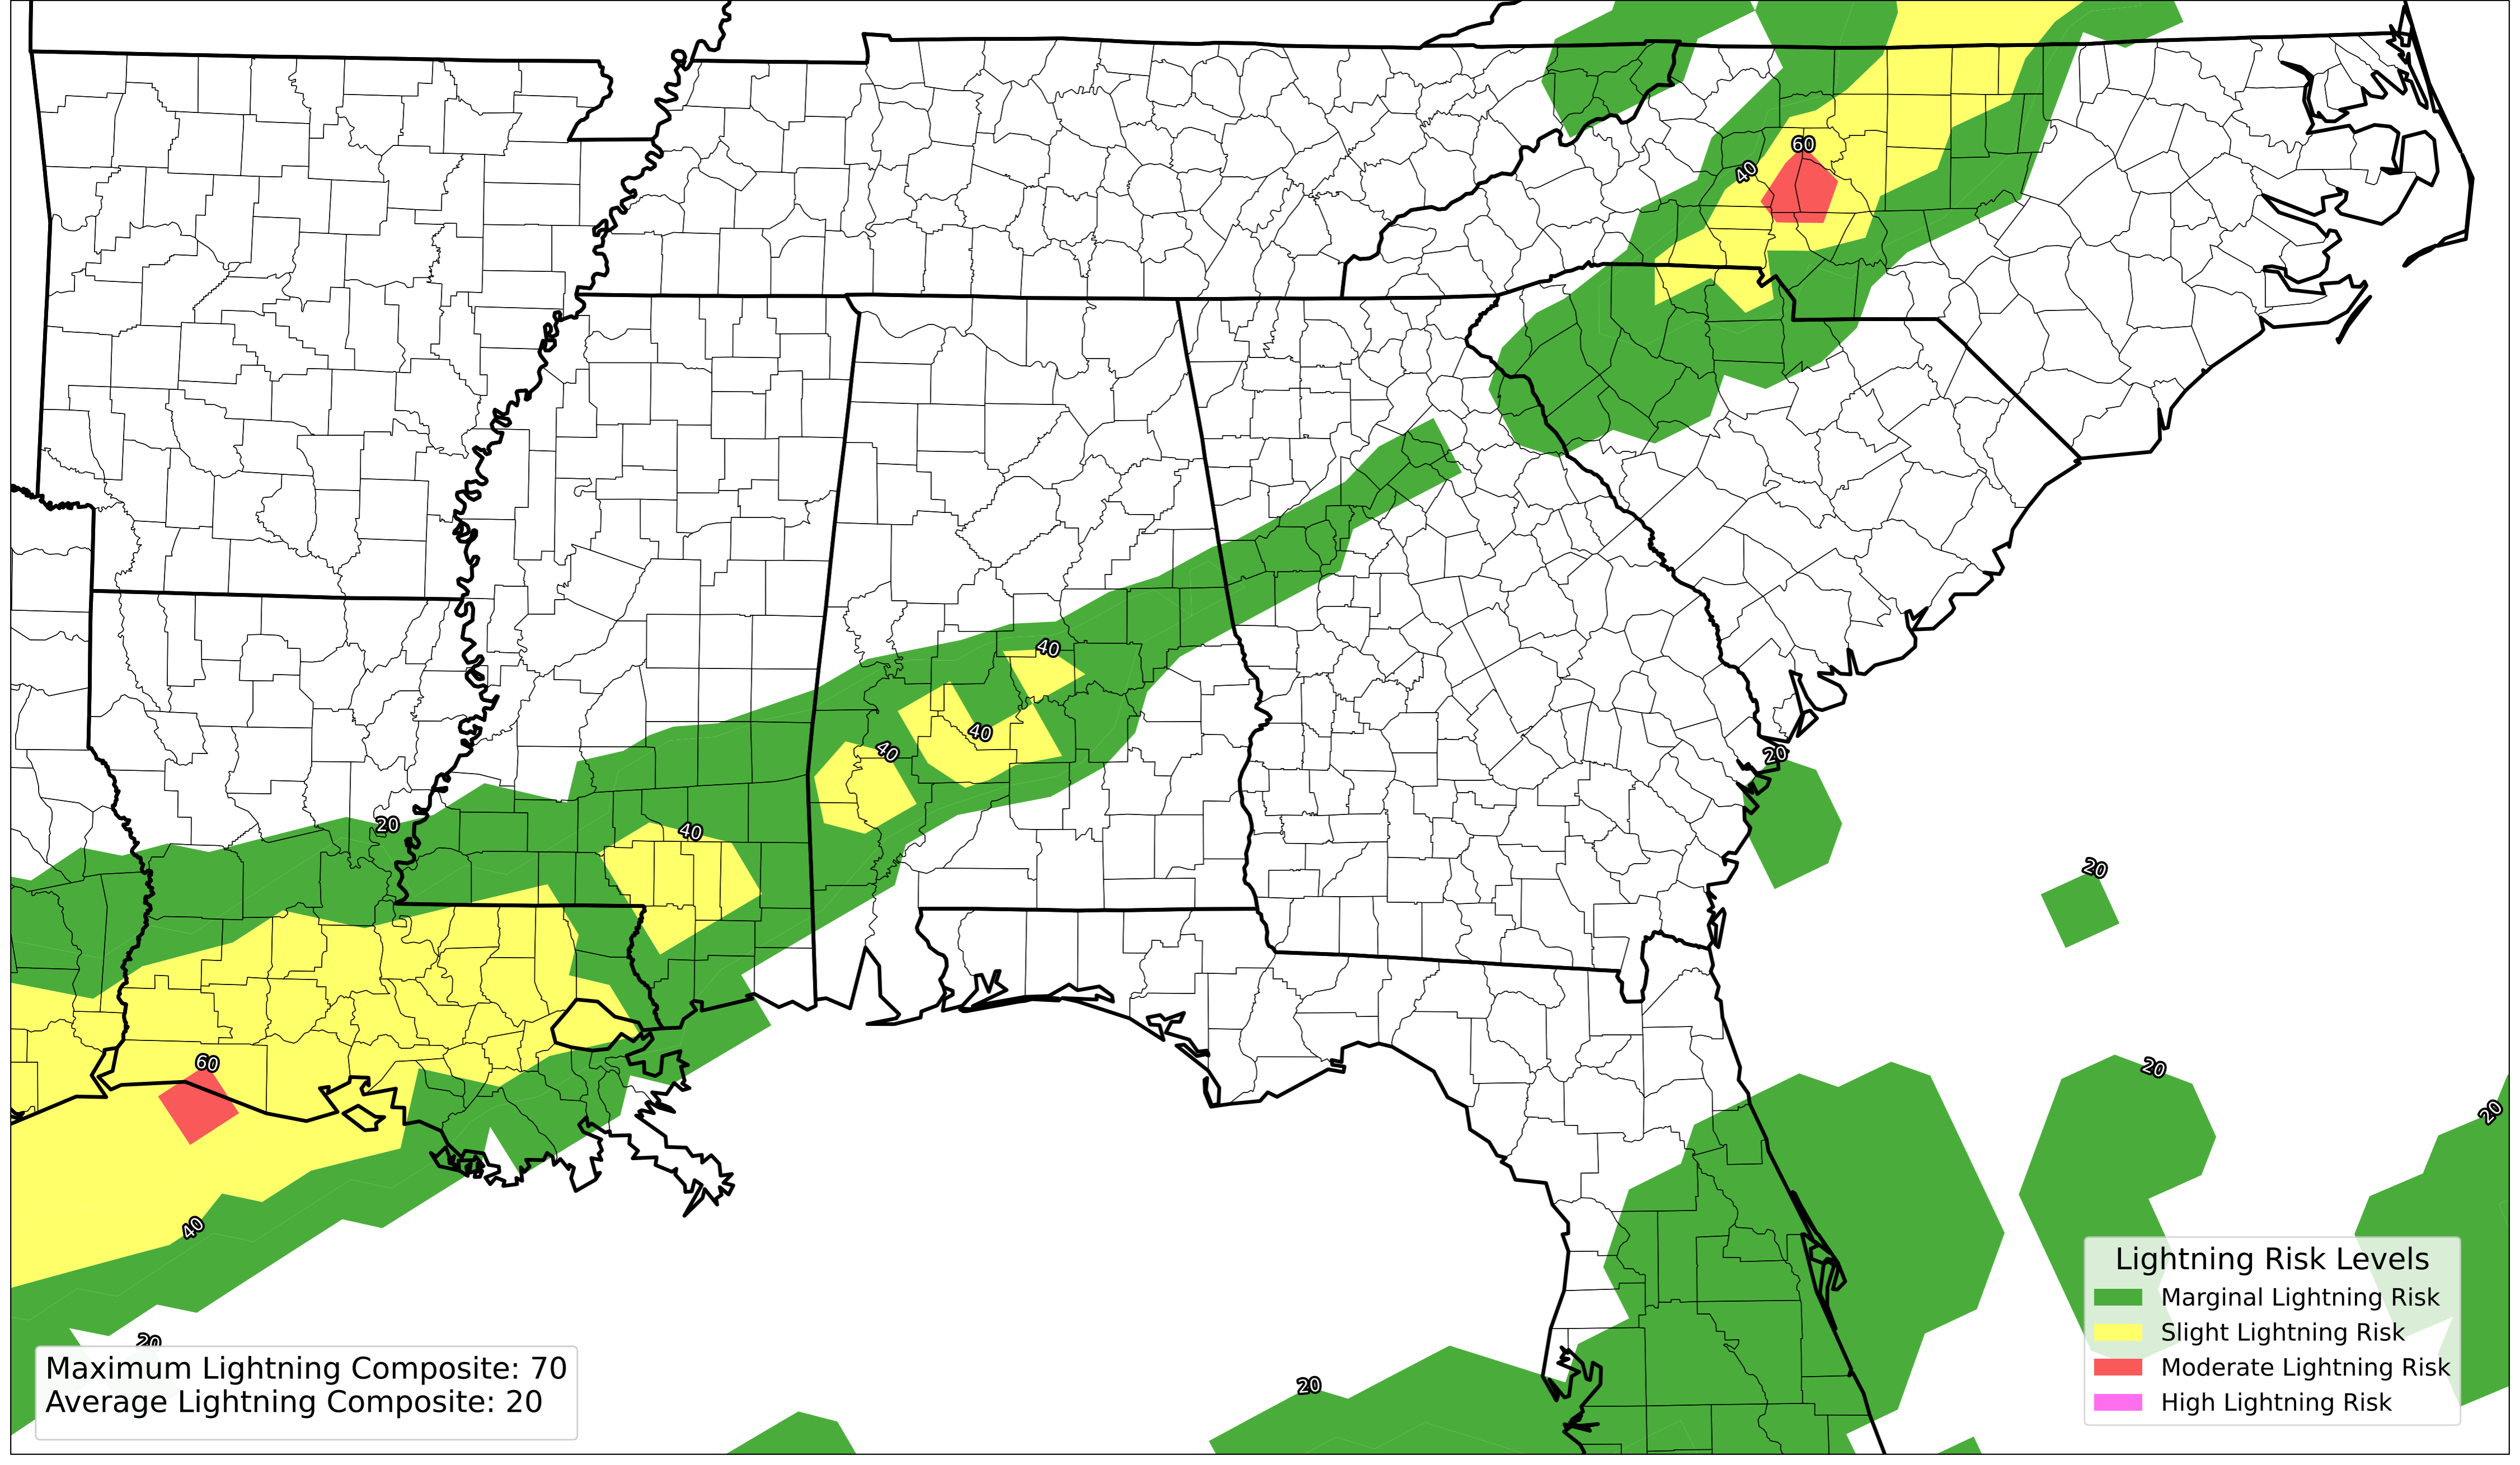 60
40
40
40
40
20
20
40
20
60
20
20
40
20
20
Lightning Risk Levels
Marginal Lightning Risk
Slight Lightning Risk
Moderate Lightning Risk
High Lightning Risk
Maximum Lightning Composite: 70
Average Lightning Composite: 20